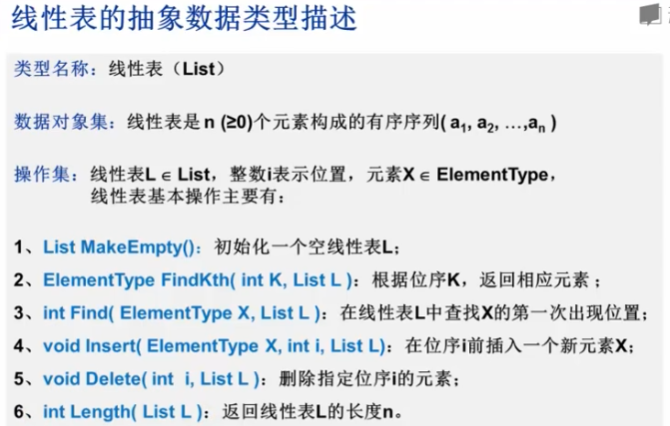 线性表的抽象数据类型描述
类型名称：线性表（List）
数据对象集：线性表是 n (≥0)个元素构成的有序序列( a1, a2, …,an )
操作集：线性表L ∈ List，整数i表示位置，元素X ∈ ElementType，
线性表基本操作主要有：
1、List MakeEmpty()：初始化一个空线性表L；
2、ElementType FindKth( int K, List L )：根据位序K，返回相应元素 ；
3、int Find( ElementType X, List L )：在线性表L中查找X的第一次出现位置；
4、void Insert( ElementType X, int i, List L)：在位序i前插入一个新元素X；
5、void Delete( int i, List L )：删除指定位序i的元素；
6、int Length( List L )：返回线性表L的长度n。